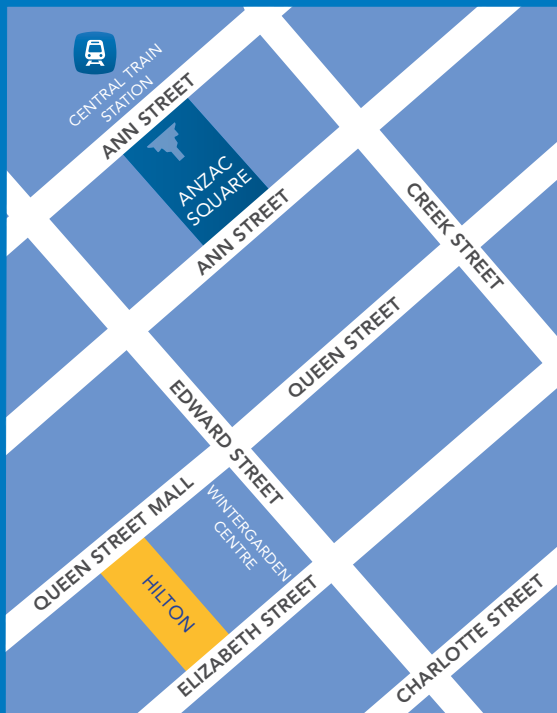 CENTRAL TRAIN
STATION
ANN STREET
ANZAC
SQUARE
ANN STREET
CREEK STREET
QUEEN STREET
EDWARD STREET
QUEEN STREET MALL
WINTERGARDEN
CENTRE
HILTON
ELIZABETH STREET
CHARLOTTE STREET